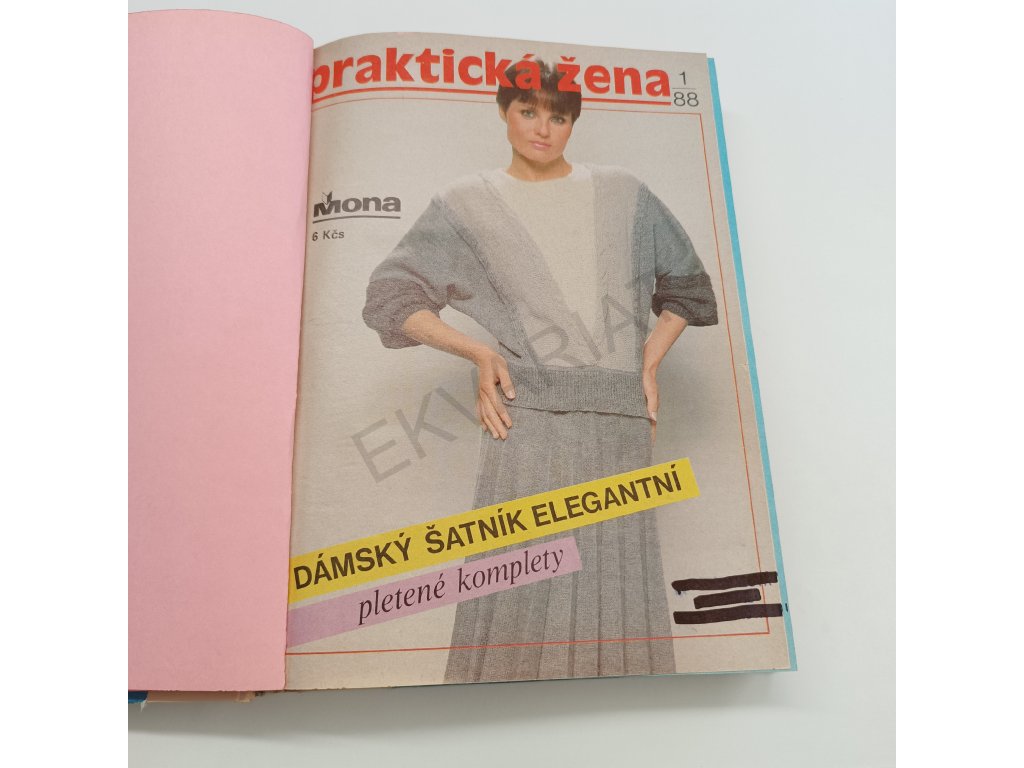 praktická žena
1
88
Mona
6 Kčs
EKVARIAT
DÁMSKÝ ŠATNÍK ELEGANTNÍ
pletené komplety